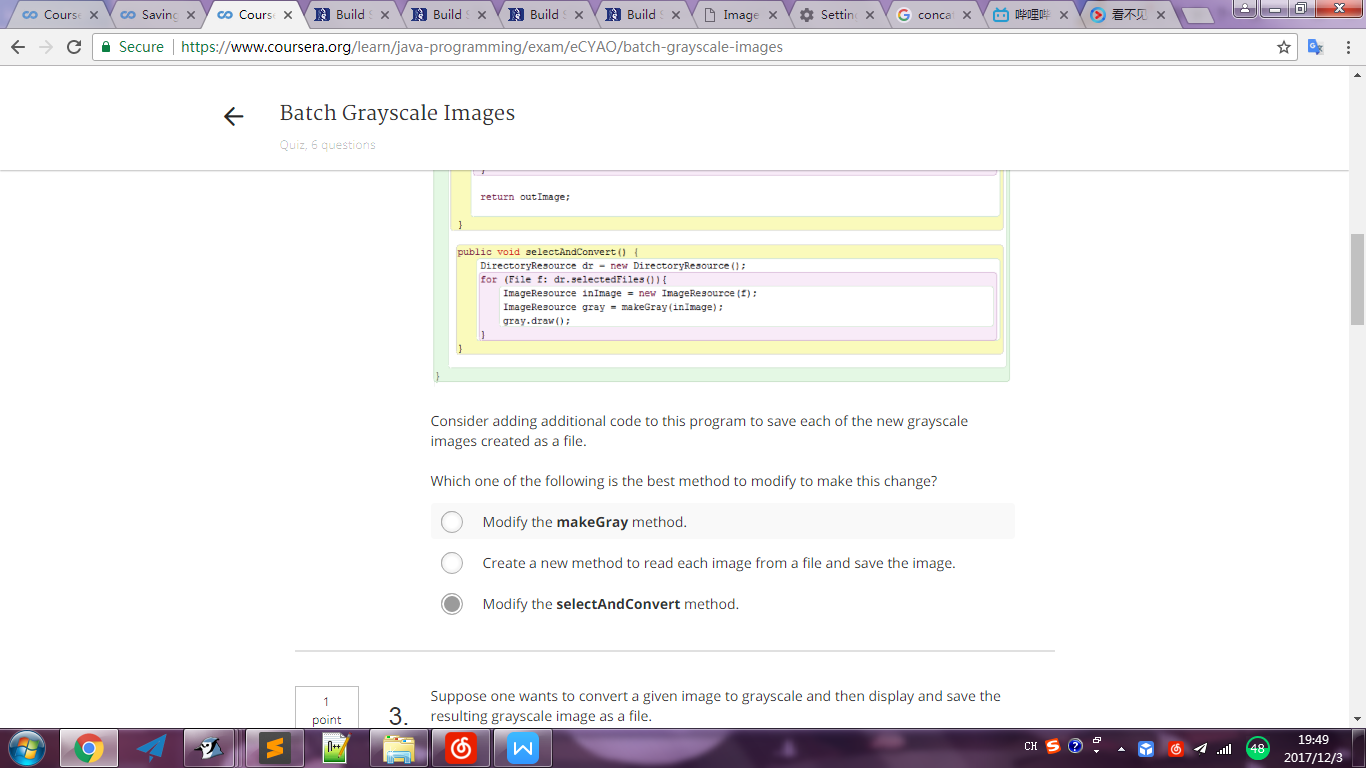 Course
Saving
Course
Build S
Build S
Build S
Build S
Image
Setting
conca
哔哩哔
看不见
Secure
https://www.coursera.org/learn/java-programming/exam/eCYAO/batch-grayscale-images
Batch Grayscale Images
Quiz, 6 questions
}
return outImage;
}
public void selectAndConvert() {
DirectoryResource dr = new DirectoryResource();
for (File f: dr.selectedFiles()){
ImageResource inImage = new ImageResource(f);
ImageResource gray = makeGray(inImage);
gray.draw();
}
}
}
Consider adding additional code to this program to save each of the new grayscale
images created as a file.
Which one of the following is the best method to modify to make this change?
Modify the makeGray method.
Create a new method to read each image from a file and save the image.
Modify the selectAndConvert method.
1
point
3.
Suppose one wants to convert a given image to grayscale and then display and save the
resulting grayscale image as a file.
CH
48
19:49
2017/12/3